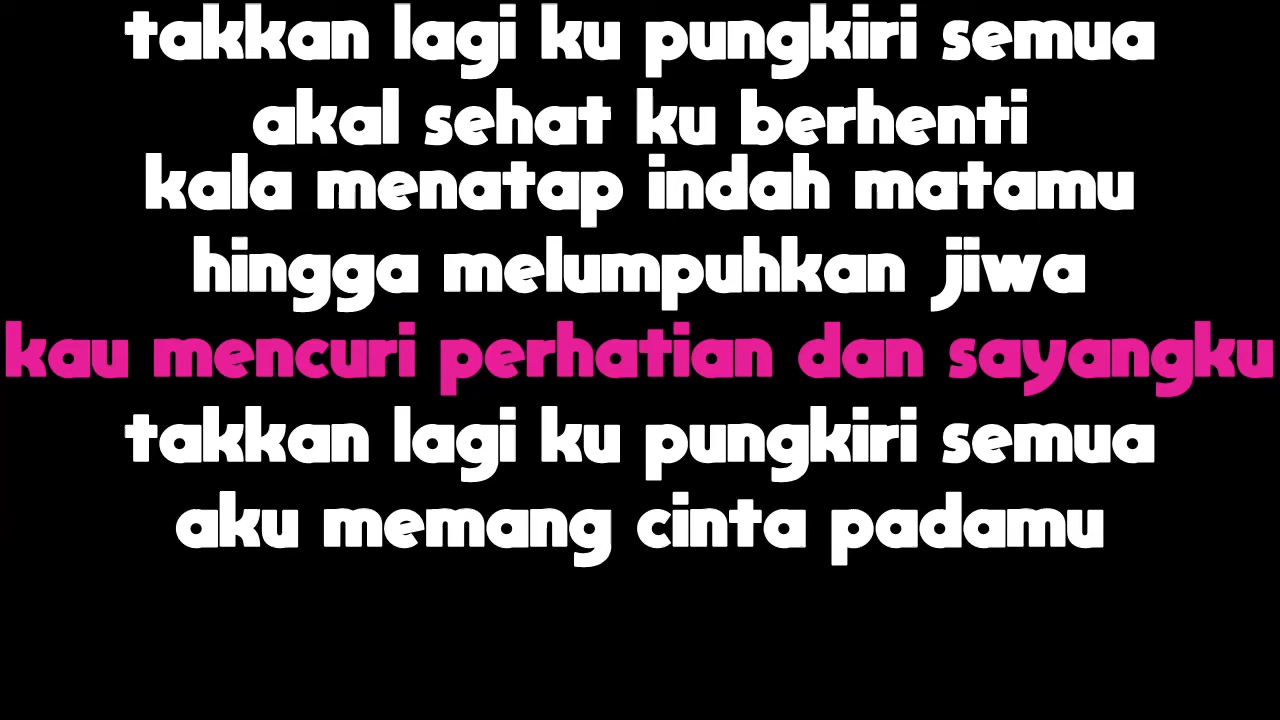 takkan lagi ku pungkiri semua
akal sehat ku berhenti
kala menatap indah matamu
hingga melumpuhkan jiwa
kau mencuri perhatian dan sayangku
takkan lagi ku pungkiri semua
aku memang cinta padamu